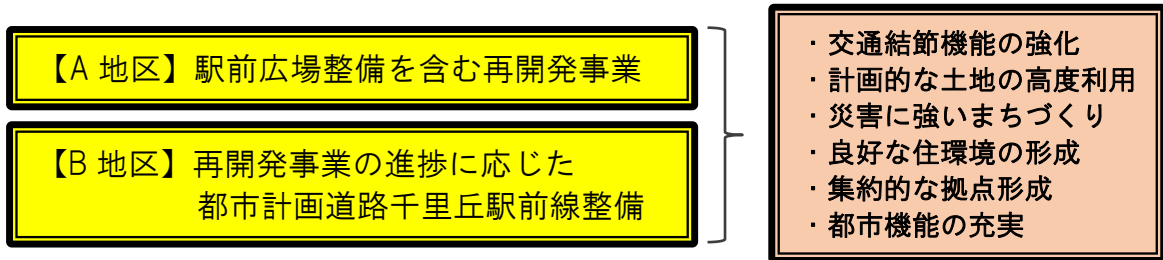 【A 地区】駅前広場整備を含む再開発事業
【B 地区】再開発事業の進捗に応じた
都市計画道路千里丘駅前線整備
・交通結節機能の強化
・計画的な土地の高度利用
・災害に強いまちづくり
・良好な住環境の形成
・集約的な拠点形成
・都市機能の充実